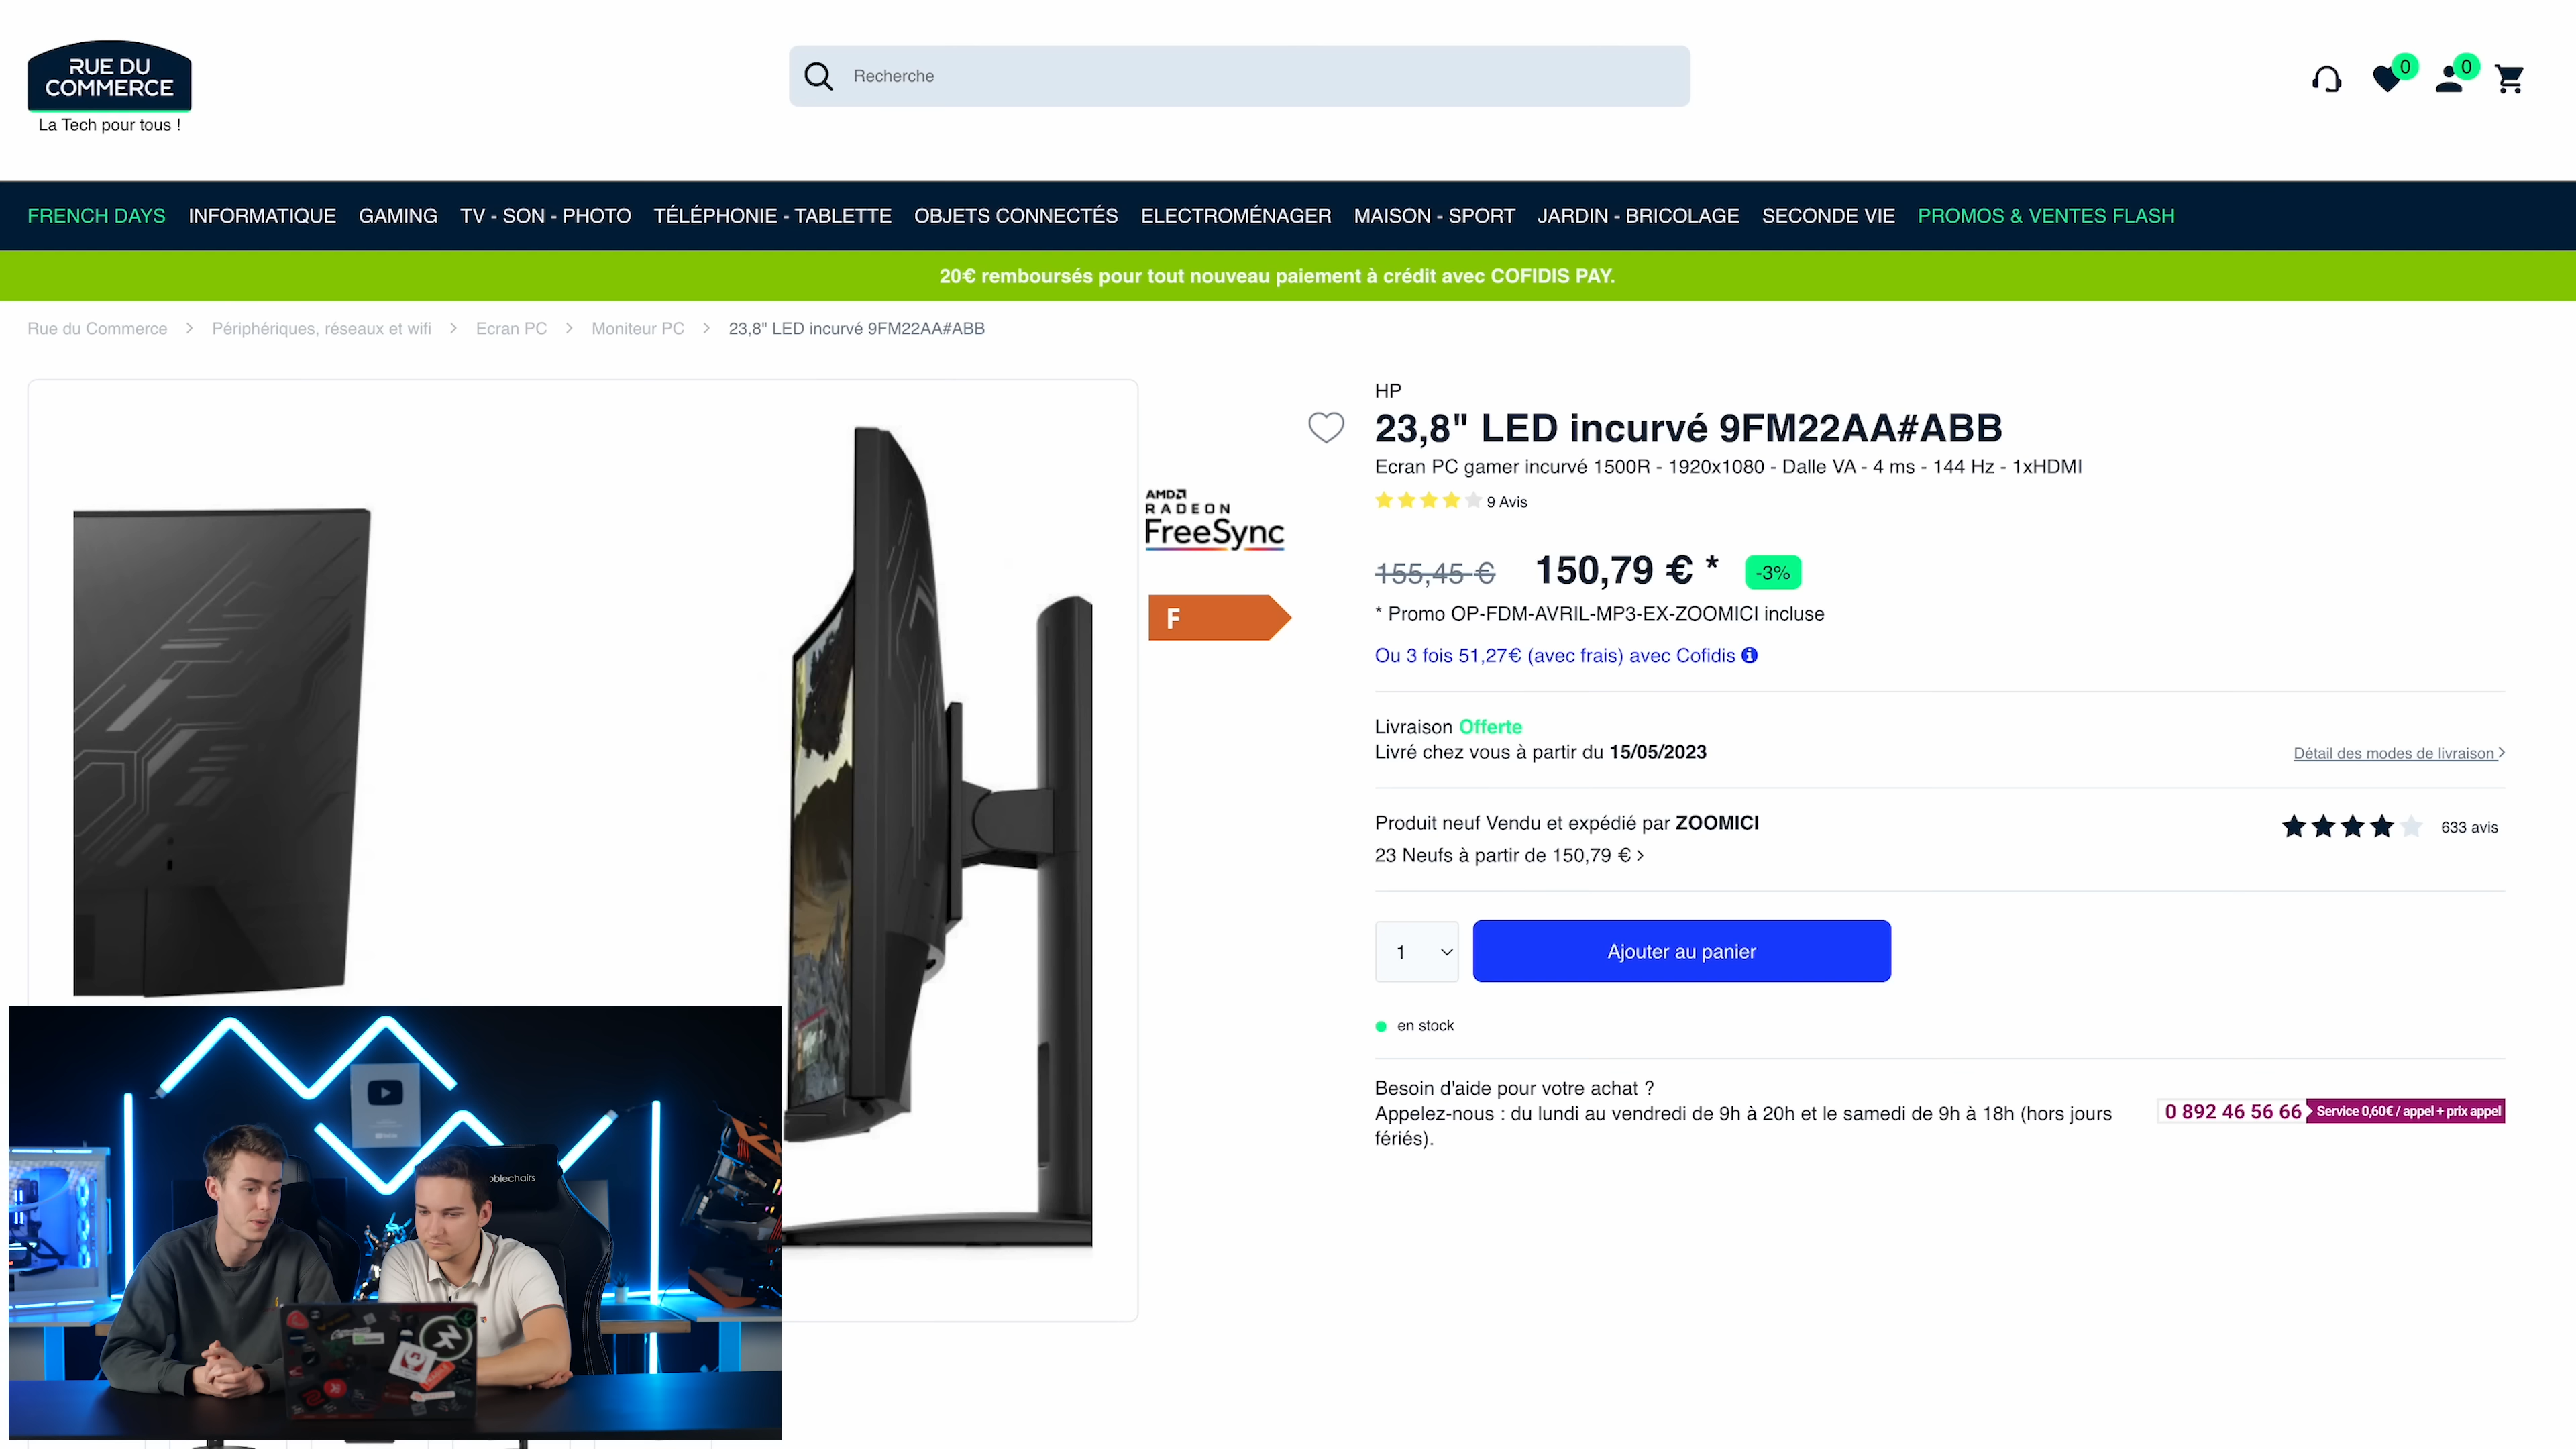 RUE DU
COMMERCE
La Tech pour tous !
Recherche
0
0
FRENCH DAYS INFORMATIQUE GAMING TV - SON - PHOTO TÉLÉPHONIE - TABLETTE OBJETS CONNECTÉS ELECTROMÉNAGER MAISON - SPORT JARDIN - BRICOLAGE SECONDE VIE PROMOS & VENTES FLASH
20€ remboursés pour tout nouveau paiement à crédit avec COFIDIS PAY.
Rue du Commerce > Périphériques, réseaux et wifi > Ecran PC > Moniteur PC > 23,8" LED incurvé 9FM22AA#ABB
AMD
RADEON
FreeSync
F
HP
23,8" LED incurvé 9FM22AA#ABB
Ecran PC gamer incurvé 1500R - 1920x1080 - Dalle VA - 4 ms - 144 Hz - 1xHDMI
9 Avis
155,45 € 150,79 € * -3%
* Promo OP-FDM-AVRIL-MP3-EX-ZOOMICI incluse
Ou 3 fois 51,27€ (avec frais) avec Cofidis
Livraison Offerte
Livré chez vous à partir du 15/05/2023
Détail des modes de livraison >
Produit neuf Vendu et expédié par ZOOMICI
633 avis
23 Neufs à partir de 150,79 € >
1
Ajouter au panier
en stock
Besoin d'aide pour votre achat ?
Appelez-nous : du lundi au vendredi de 9h à 20h et le samedi de 9h à 18h (hors jours
fériés).
0 892 46 56 66 Service 0,60€ / appel + prix appel
oblechairs